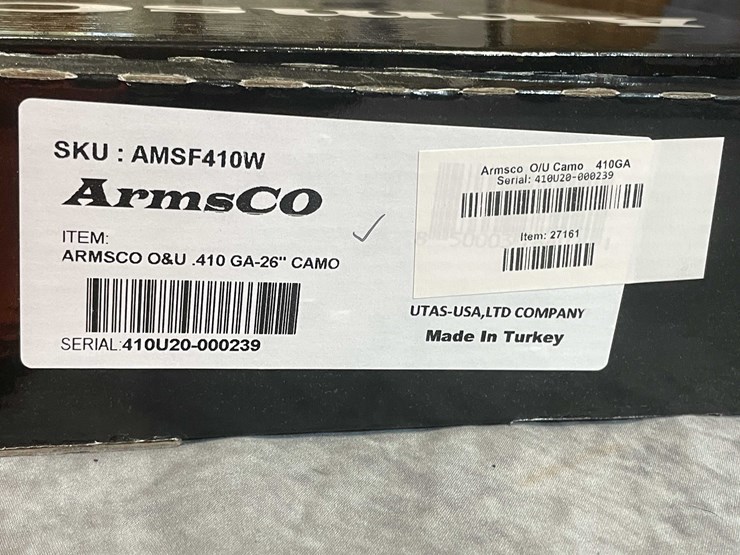 SKU : AMSF410W
ArmsCO
ITEM:
ARMSCO O&U .410 GA-26" CAMO
SERIAL:410U20-000239
Armsco O/U Camo 410GA
Serial: 410U20-000239
Item: 27161
UTAS-USA,LTD COMPANY
Made In Turkey